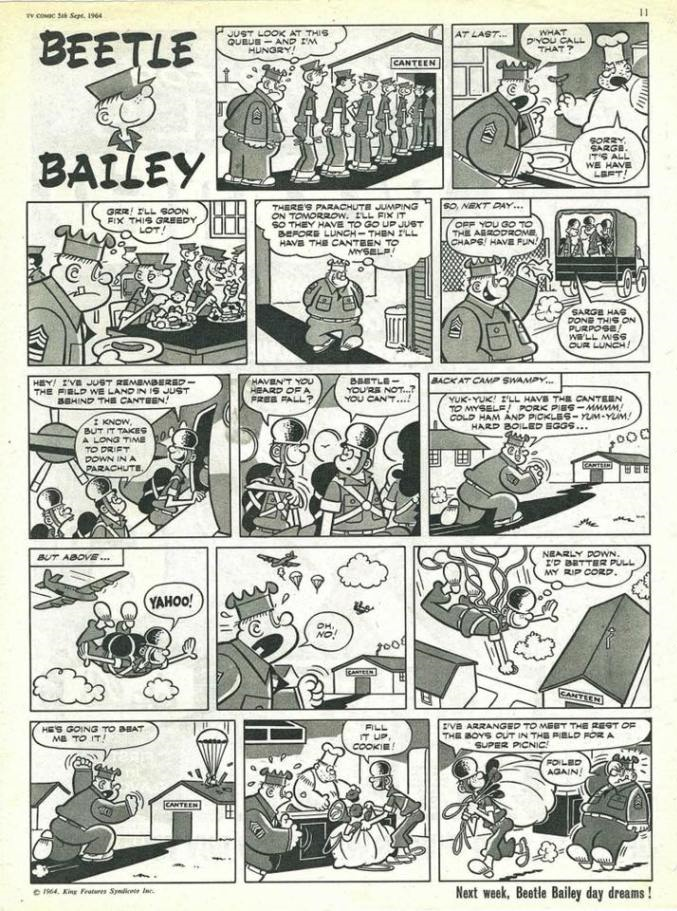 TV COMIC 5th Sept. 1964
11
BEETLE
BAILEY
JUST LOOK AT THIS
QUEUE — AND I'M
HUNGRY!
CANTEEN
AT LAST...
WHAT
D'YOU CALL
THAT?
SORRY,
SARGE.
IT'S ALL
WE HAVE
LEFT!
GRR! I'LL SOON
FIX THIS GREEDY
LOT!
THERE'S PARACHUTE JUMPING
ON TOMORROW. I'LL FIX IT
SO THEY HAVE TO GO UP JUST
BEFORE LUNCH — THEN I'LL
HAVE THE CANTEEN TO
MYSELF!
SO, NEXT DAY...
OFF YOU GO TO
THE AERODROME,
CHAPS! HAVE FUN!
SARGE HAS
DONE THIS ON
PURPOSE!
WE'LL MISS
OUR LUNCH!
HEY! I'VE JUST REMEMBERED —
THE FIELD WE LAND IN IS JUST
BEHIND THE CANTEEN!
I KNOW,
BUT IT TAKES
A LONG TIME
TO DRIFT
DOWN IN A
PARACHUTE.
HAVEN'T YOU
HEARD OF A
FREE FALL?
BEETLE —
YOU'RE NOT...?
YOU CAN'T...!
BACK AT CAMP SWAMPY...
YUK-YUK! I'LL HAVE THE CANTEEN
TO MYSELF! PORK PIES — MMMM!
COLD HAM AND PICKLES — YUM-YUM!
HARD BOILED EGGS...
CANTEEN
BUT ABOVE...
YAHOO!
OH,
NO!
CANTEEN
NEARLY DOWN.
I'D BETTER PULL
MY RIP CORD.
CANTEEN
HE'S GOING TO BEAT
ME TO IT!
CANTEEN
FILL
IT UP,
COOKIE!
I'VE ARRANGED TO MEET THE REST OF
THE BOYS OUT IN THE FIELD FOR A
SUPER PICNIC!
FOILED
AGAIN!
© 1964, King Features Syndicate Inc.
Next week, Beetle Bailey day dreams!